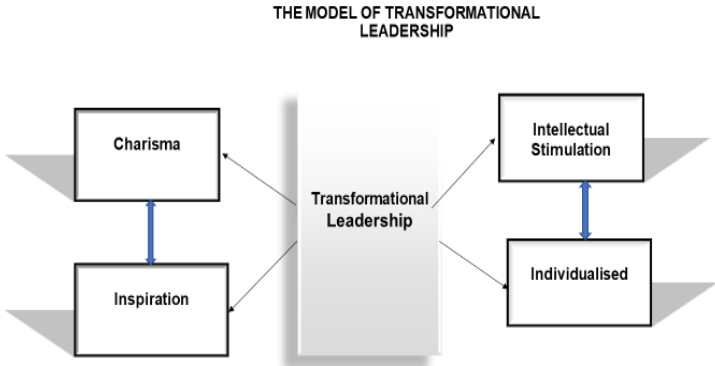 THE MODEL OF TRANSFORMATIONAL
LEADERSHIP
Charisma
Inspiration
Transformational
Leadership
Intellectual
Stimulation
Individualised